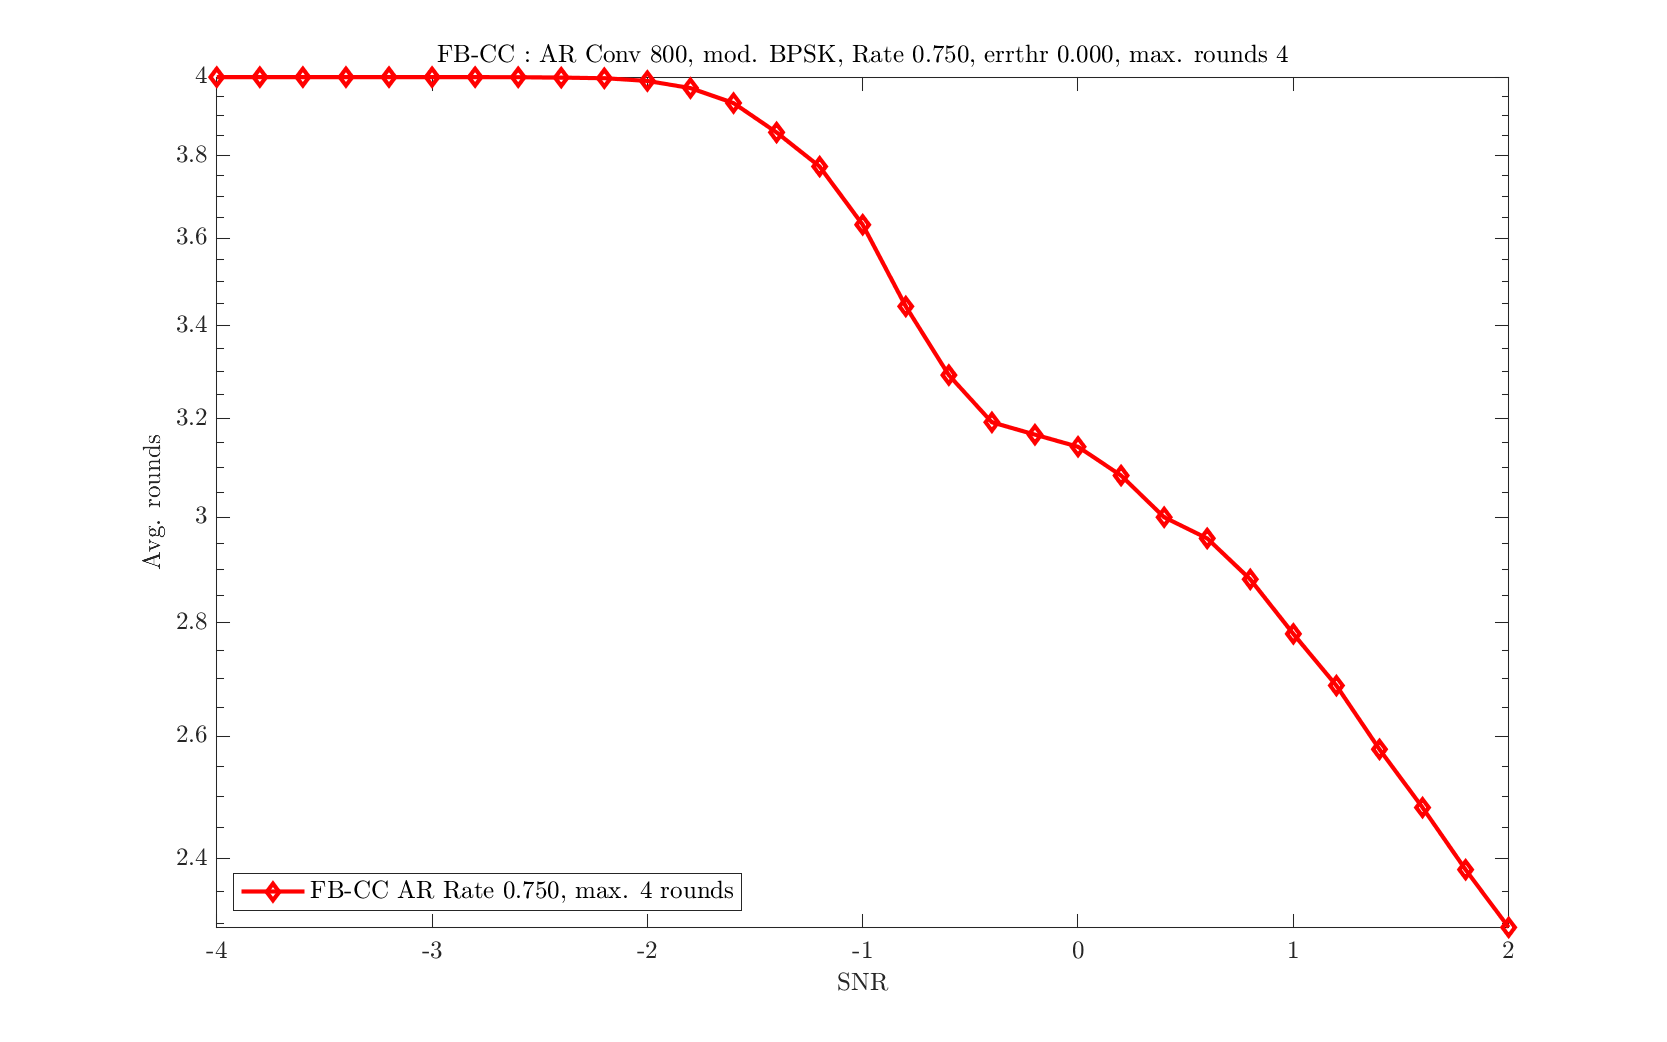 FB-CC : AR Conv 800, mod. BPSK, Rate 0.750, errthr 0.000, max. rounds 4
4
3.8
3.6
3.4
3.2
3
2.8
2.6
2.4
Avg. rounds
FB-CC AR Rate 0.750, max. 4 rounds
-4 -3 -2 -1 0 1 2
SNR